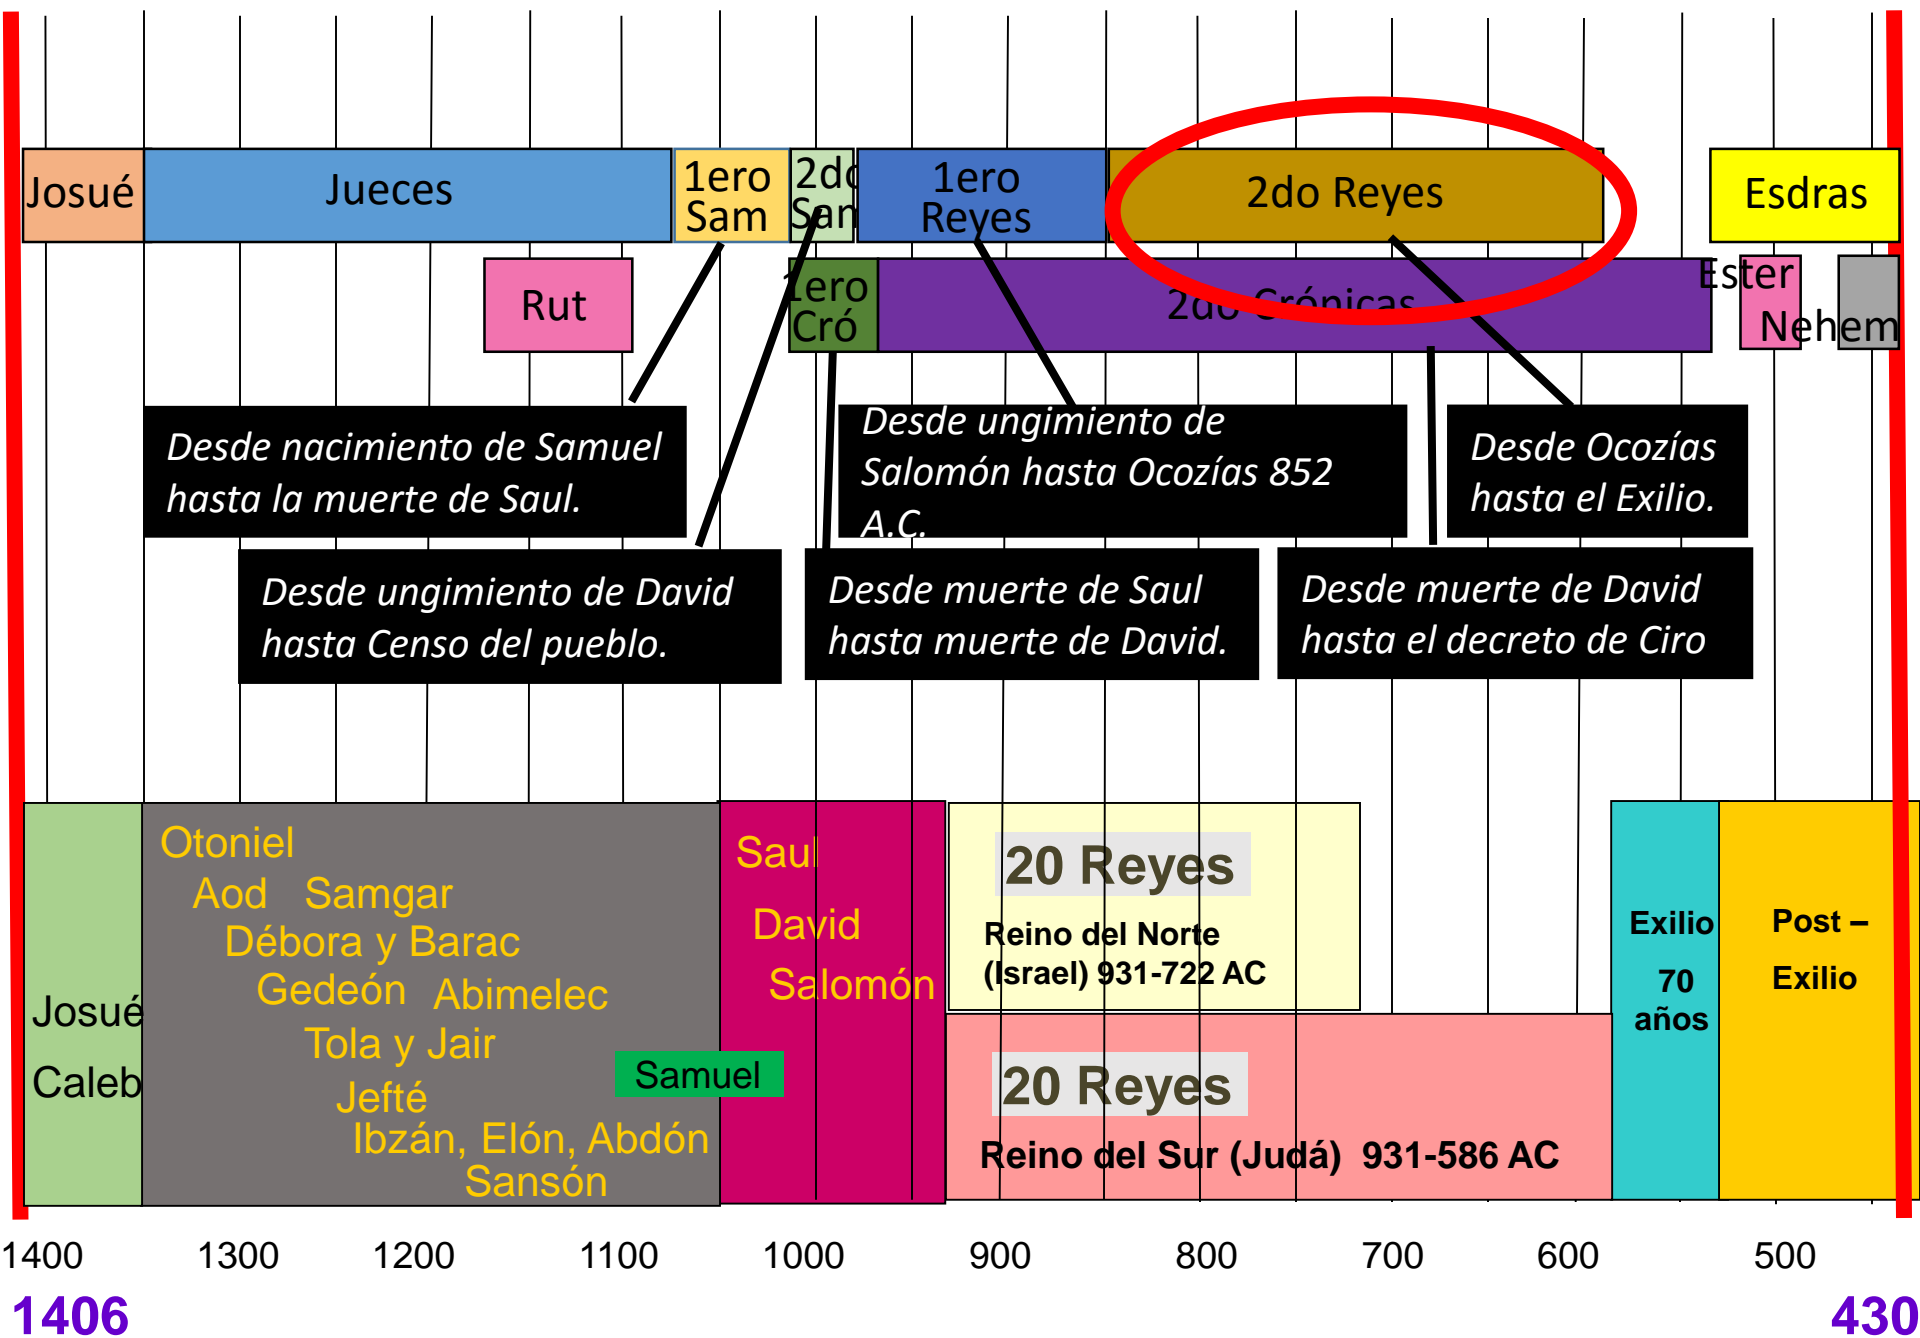 Josué
Jueces
1ero
Sam
2do
Sam
1ero
Reyes
2do Reyes
Esdras
Rut
1ero
Cró
2do Crónicas
Ester
Nehem
Desde nacimiento de Samuel
hasta la muerte de Saul.
Desde ungimiento de
Salomón hasta Ocozías 852
A.C.
Desde Ocozías
hasta el Exilio.
Desde ungimiento de David
hasta Censo del pueblo.
Desde muerte de Saul
hasta muerte de David.
Desde muerte de David
hasta el decreto de Ciro
Josué
Caleb
Otoniel
Aod Samgar
Débora y Barac
Gedeón Abimelec
Tola y Jair
Jefté
Ibzán, Elón, Abdón
Sansón
Samuel
Saul
David
Salomón
20 Reyes
Reino del Norte
(Israel) 931-722 AC
20 Reyes
Reino del Sur (Judá) 931-586 AC
Exilio
70
años
Post –
Exilio
1400 1300 1200 1100 1000 900 800 700 600 500
1406 430